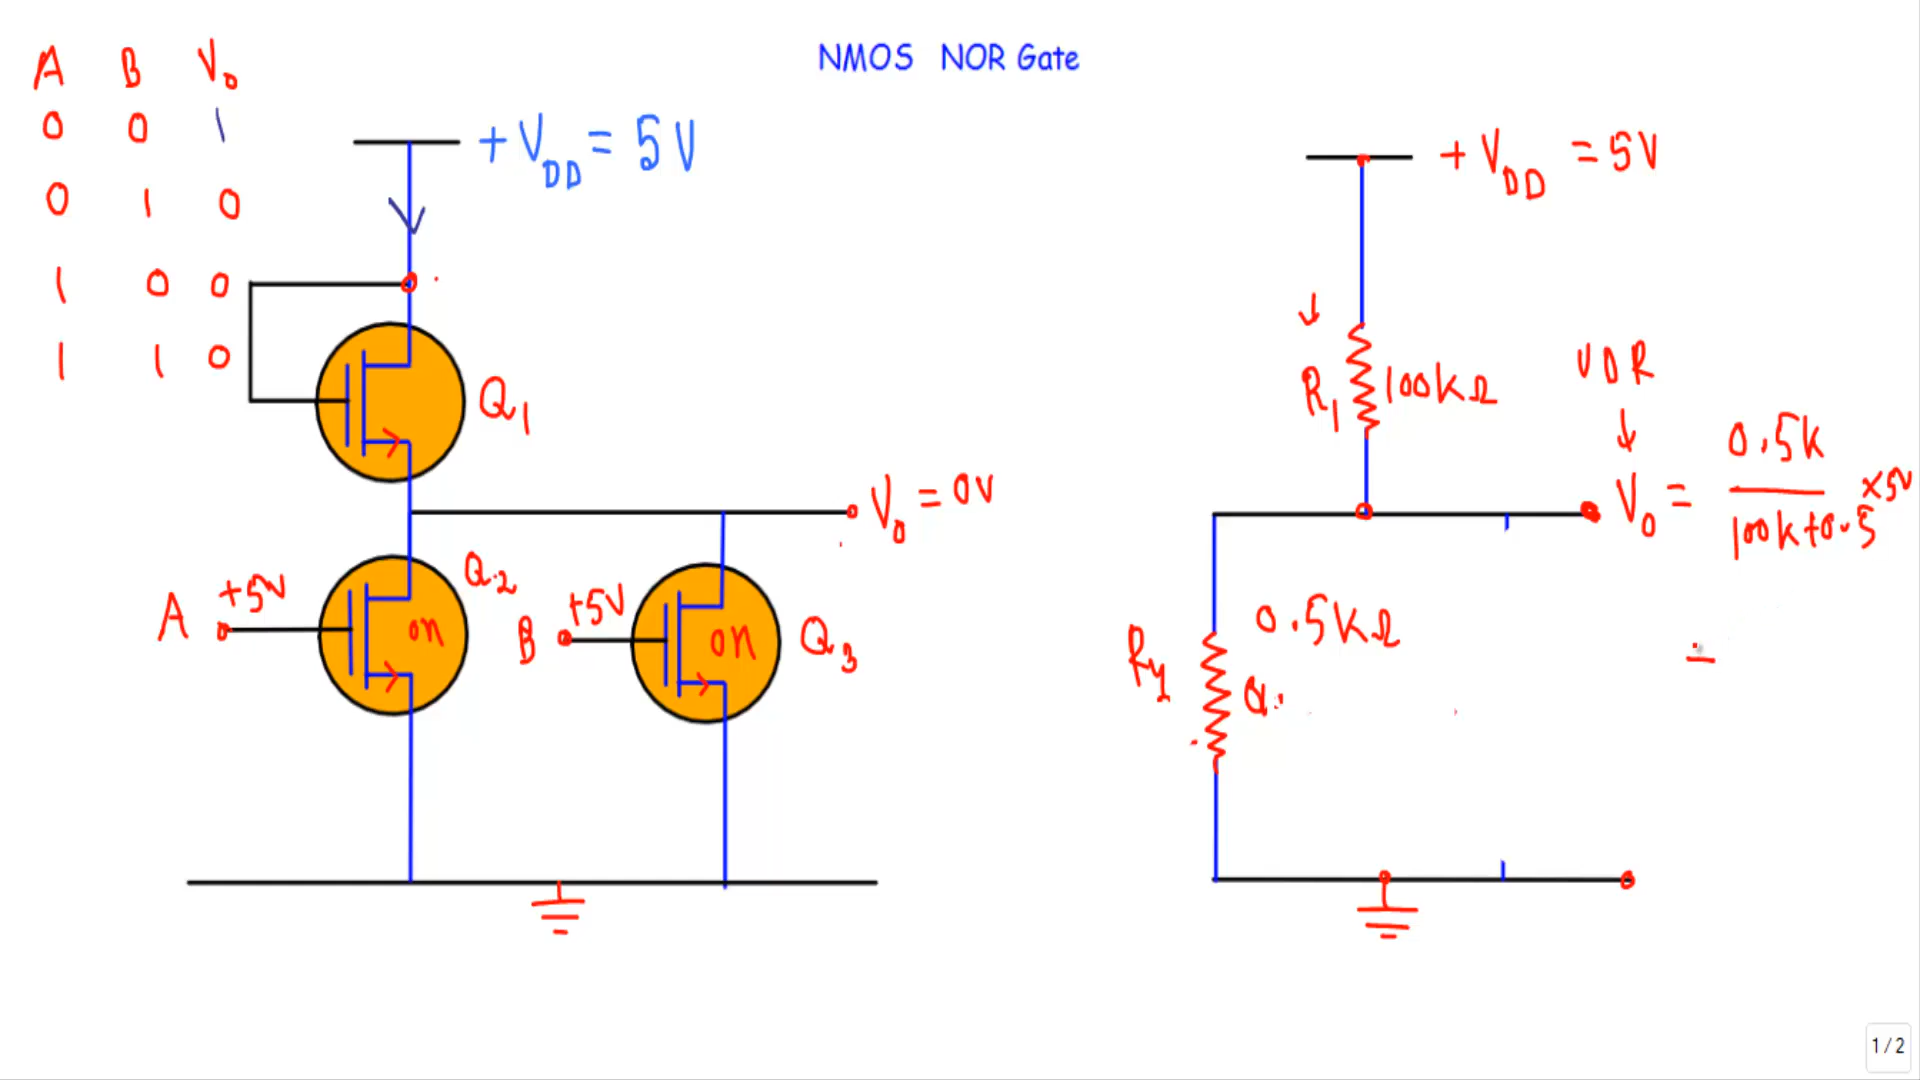 NMOS NOR Gate
A B V0
0 0 1
0 1 0
1 0 0
1 1 0
+VDD = 5V
Q1
V0 = 0V
Q2
A +5V
on
B +5V
on
Q3
+VDD = 5V
R1 100KΩ
VDR
↓
V0 = 0.5K / 100K+0.5 ×5V
0.5KΩ
Ry
=
1 / 2